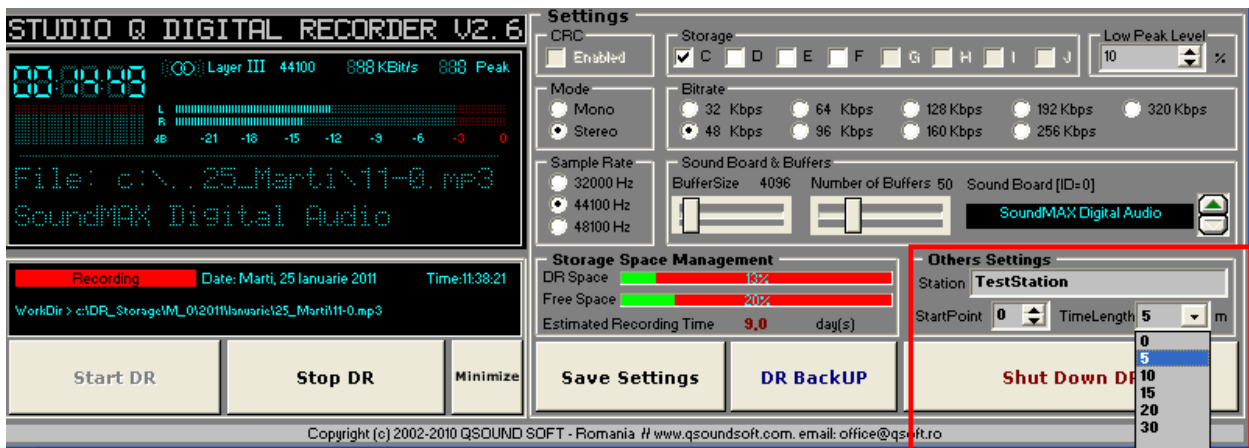 STUDIO Q DIGITAL RECORDER V2.6
Layer III 44100 888 KBit/s 888 Peak
L
R
dB -21 -18 -15 -12 -9 -6 -3 0
File: c:\..25_Marti\11-0.mp3
SoundMAX Digital Audio
Recording Date: Marti, 25 Ianuarie 2011 Time:11:38:21
WorkDir > c:\DR_Storage\M_0\2011\Ianuarie\25_Marti\11-0.mp3
Start DR Stop DR Minimize
Settings
CRC
Enabled
Storage
C D E F G H I J
Low Peak Level
10 %
Mode
Mono
Stereo
Bitrate
32 Kbps 64 Kbps 128 Kbps 192 Kbps 320 Kbps
48 Kbps 96 Kbps 160 Kbps 256 Kbps
Sample Rate
32000 Hz
44100 Hz
48100 Hz
Sound Board & Buffers
BufferSize 4096 Number of Buffers 50 Sound Board [ID=0]
SoundMAX Digital Audio
Storage Space Management
DR Space 13%
Free Space 20%
Estimated Recording Time 9.0 day(s)
Others Settings
Station TestStation
StartPoint 0 TimeLength 5 m
0
5
10
15
20
30
Save Settings DR BackUP Shut Down
Copyright (c) 2002-2010 QSOUND SOFT - Romania // www.qsoundsoft.com. email: office@qsoft.ro